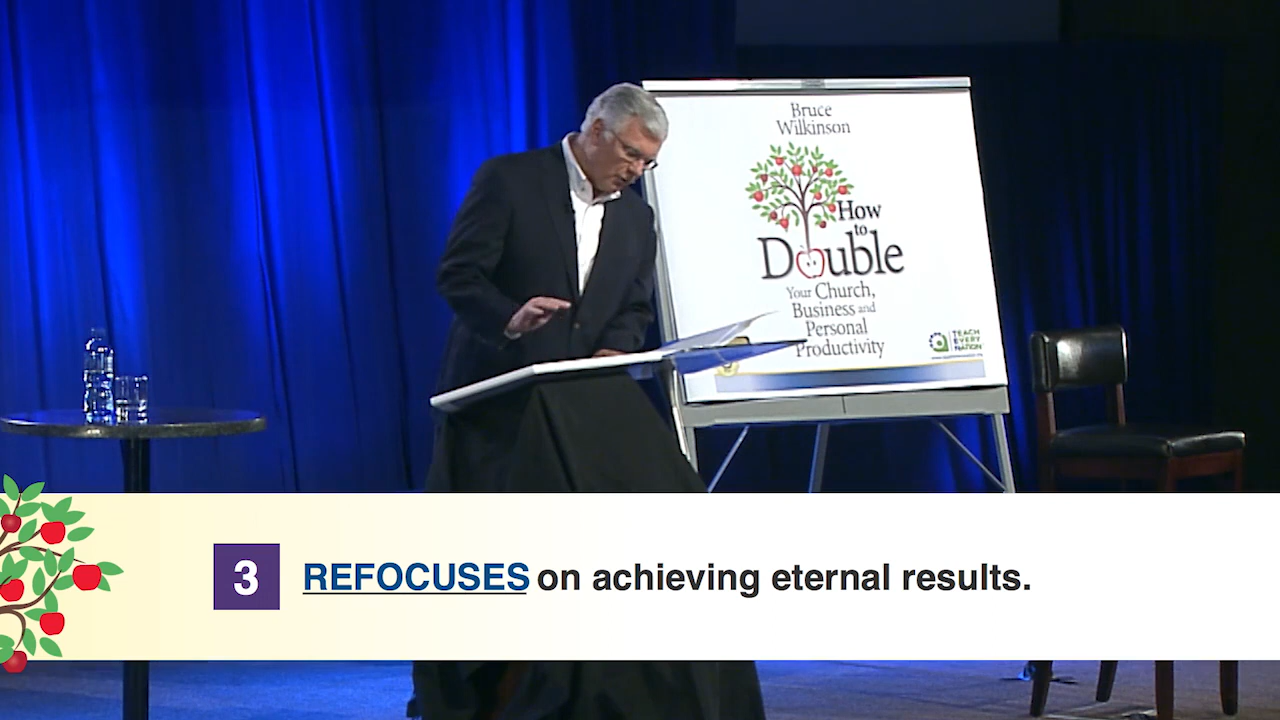 Bruce
Wilkinson
How
to
Double
Your Church,
Business and
Personal
Productivity
TEACH
EVERY
NATION
3 REFOCUSES on achieving eternal results.